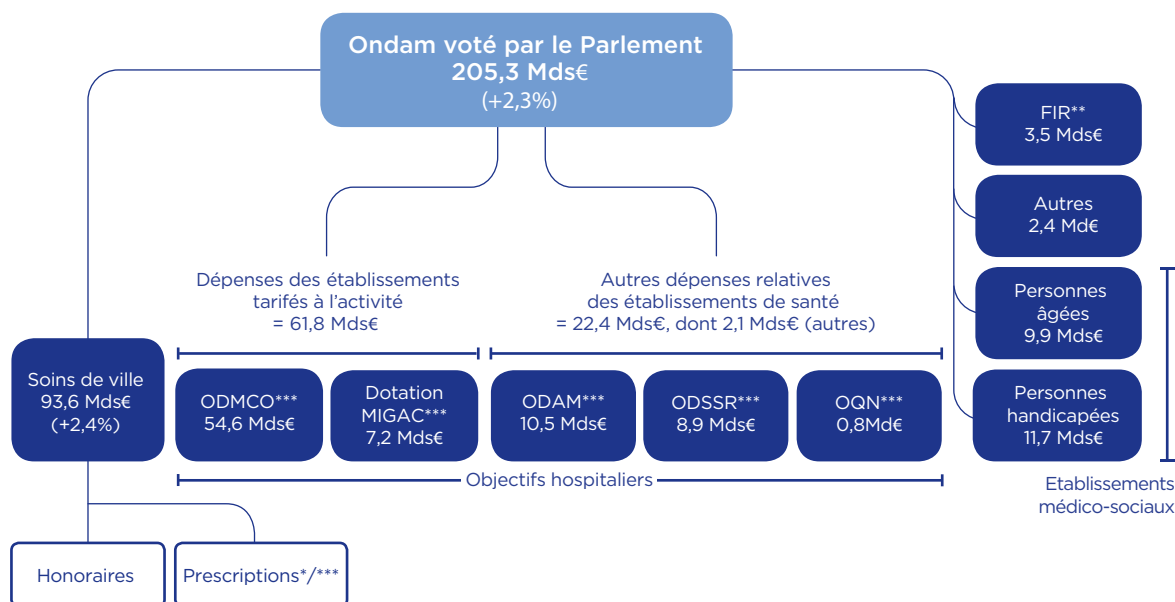 Ondam voté par le Parlement
205,3 Mds€
(+2,3%)
FIR**
3,5 Mds€
Autres
2,4 Md€
Personnes
âgées
9,9 Mds€
Personnes
handicapées
11,7 Mds€
Etablissements
médico-sociaux
Dépenses des établissements
tarifés à l’activité
= 61,8 Mds€
Autres dépenses relatives
des établissements de santé
= 22,4 Mds€, dont 2,1 Mds€ (autres)
Soins de ville
93,6 Mds€
(+2,4%)
ODMCO***
54,6 Mds€
Dotation
MIGAC***
7,2 Mds€
ODAM***
10,5 Mds€
ODSSR***
8,9 Mds€
OQN***
0,8Md€
Objectifs hospitaliers
Honoraires
Prescriptions*/***